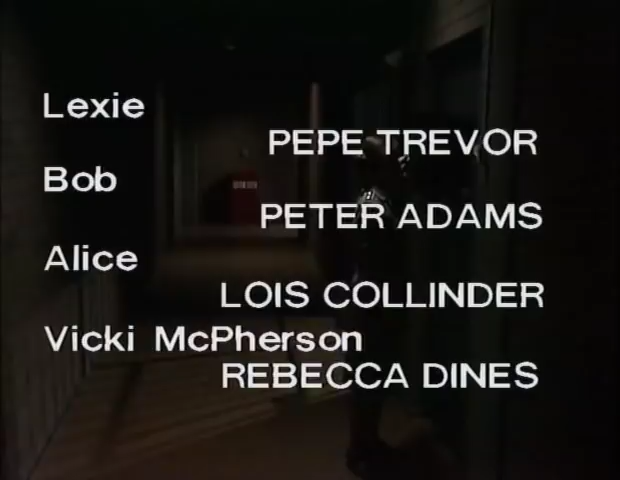 Lexie
PEPE TREVOR
Bob
PETER ADAMS
Alice
LOIS COLLINDER
Vicki McPherson
REBECCA DINES